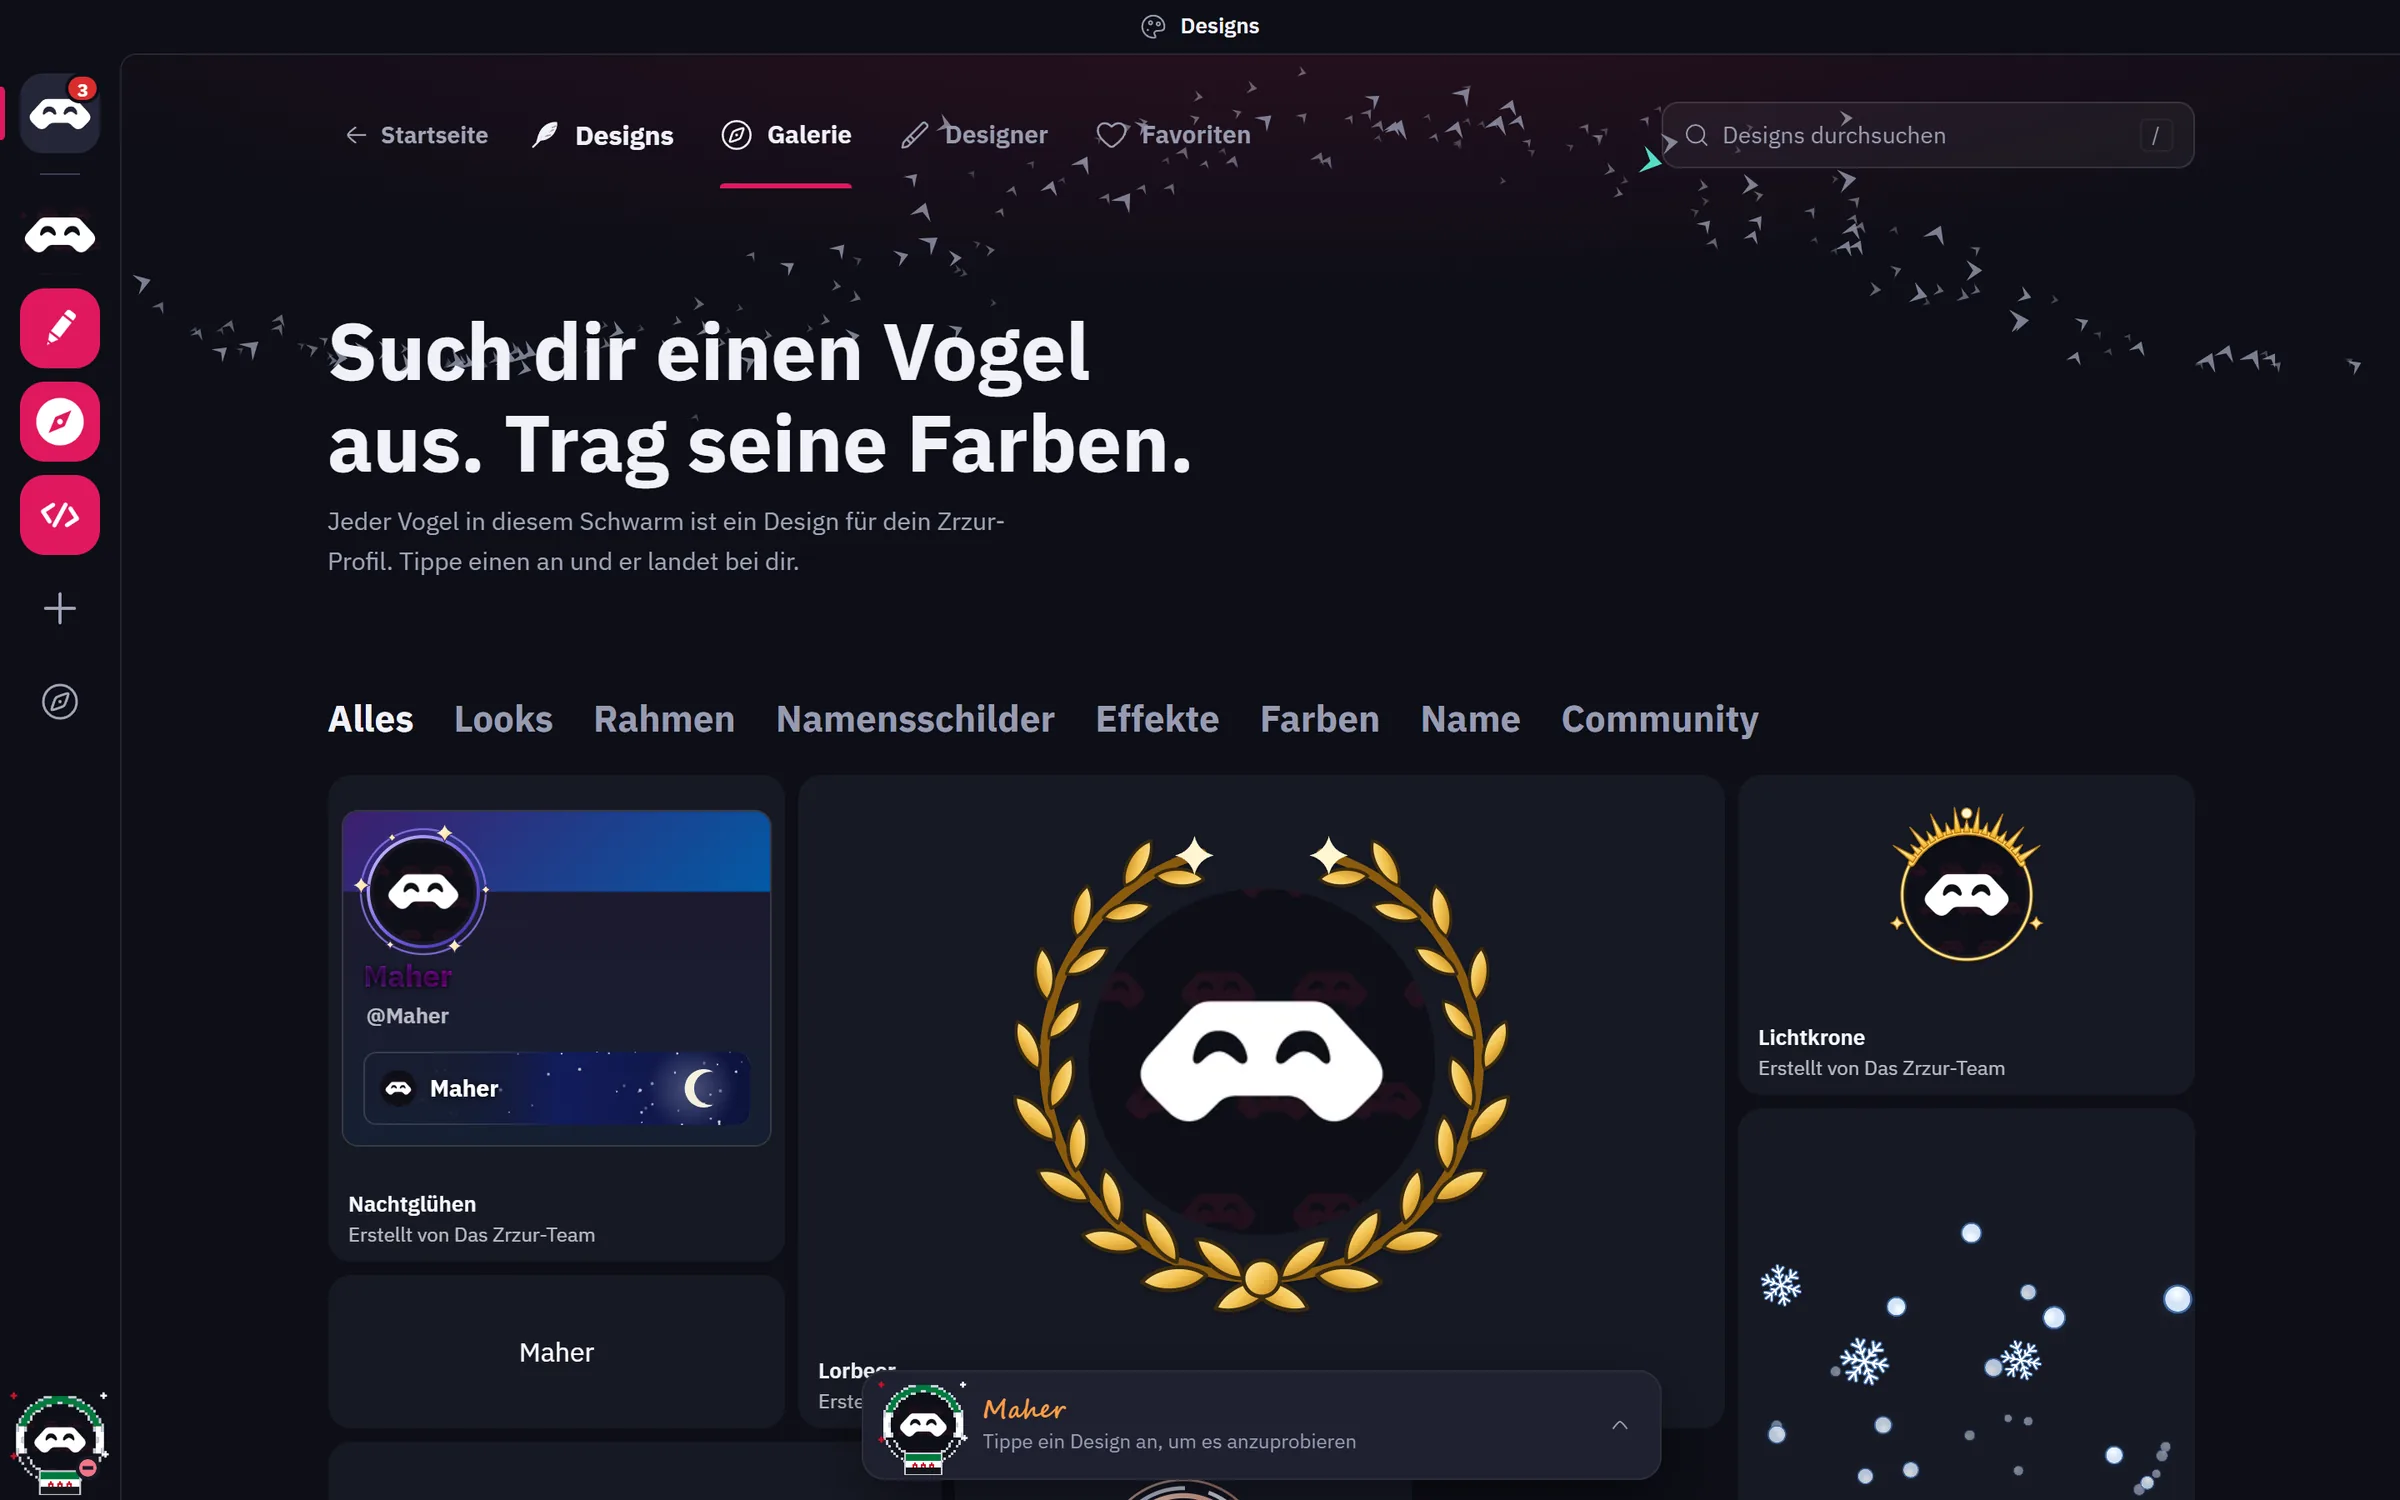 Designs
3
Startseite
Designs
Galerie
Designer
Favoriten
Designs durchsuchen
/
Such dir einen Vogel
aus. Trag seine Farben.
Jeder Vogel in diesem Schwarm ist ein Design für dein Zrzur-
Profil. Tippe einen an und er landet bei dir.
Alles
Looks
Rahmen
Namensschilder
Effekte
Farben
Name
Community
Maher
@Maher
Maher
Nachtglühen
Erstellt von Das Zrzur-Team
Lichtkrone
Erstellt von Das Zrzur-Team
Maher
Maher
Tippe ein Design an, um es anzuprobieren